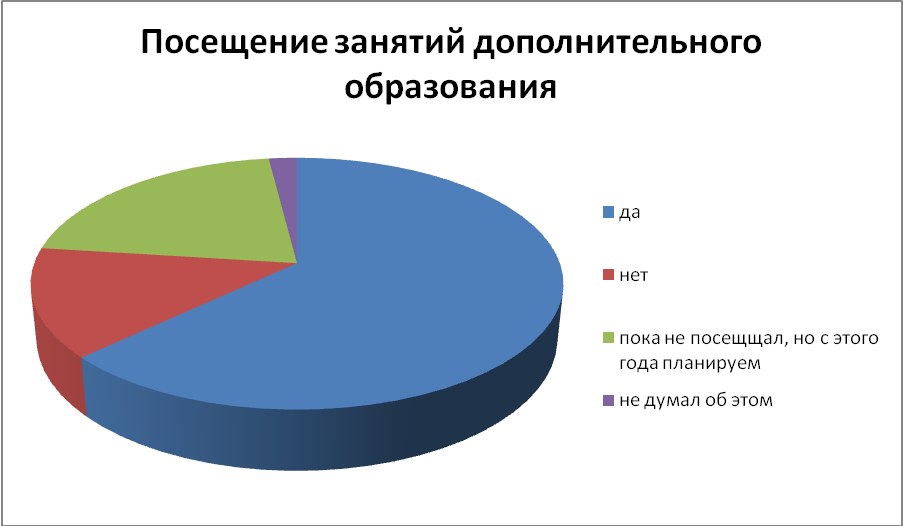 Посещение занятий дополнительного
образования
да
нет
пока не посещщал, но с этого
года планируем
не думал об этом